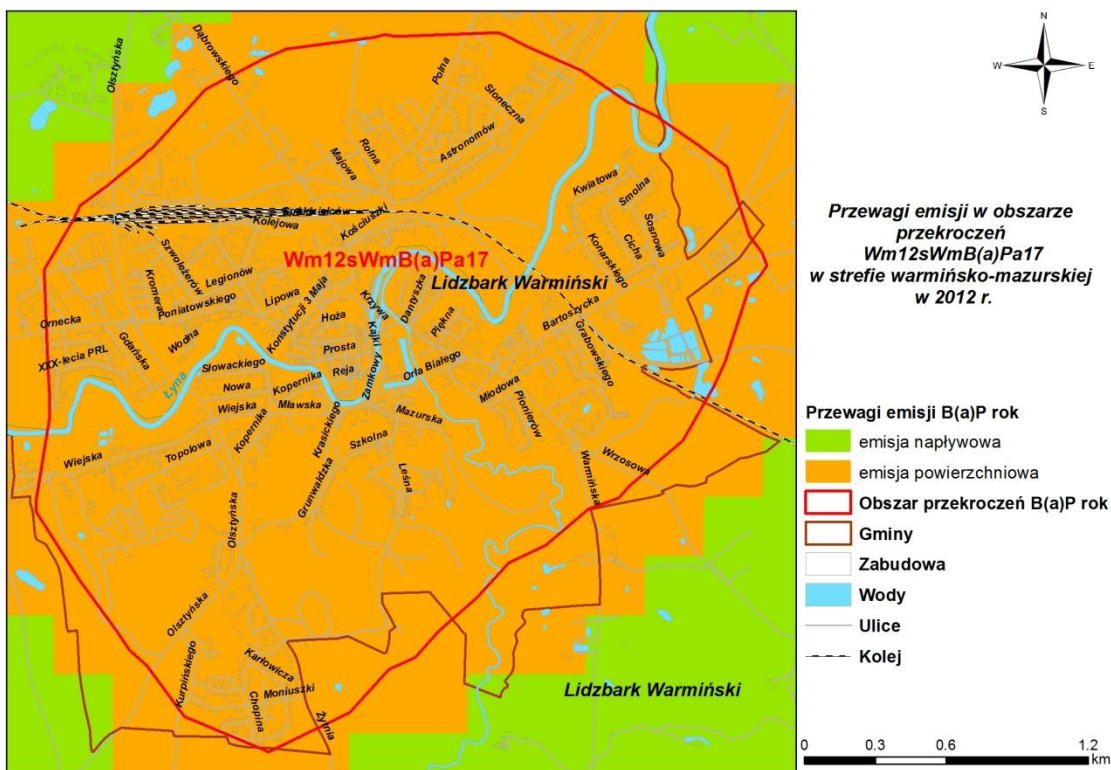 Olsztyńska
Dąbrowskiego
Polna
Słoneczna
Astronomów
Rolna
Majowa
Kwiatowa
Smolna
Sosnowa
Cicha
Konarskiego
Kolejowa
Kościuszki
Szwoleżerów
Wm12sWmB(a)Pa17
Lidzbark Warmiński
Kromera
Legionów
Poniatowskiego
Lipowa
Konstytucji 3 Maja
Krzywa
Dantyszka
Hoża
Kajki
Piękna
Bartoszycka
Grabowskiego
Ornecka
XXX-lecia PRL
Gdańska
Wodna
Prosta
Słowackiego
Reja
Zamkowy
Orła Białego
Łyna
Nowa
Kopernika
Miodowa
Pionierów
Wiejska
Mławska
Mazurska
Krasickiego
Kopernika
Szkolna
Wiejska
Topolowa
Grunwaldzka
Leśna
Warmińska
Wrzosowa
Olsztyńska
Olsztyńska
Kurpińskiego
Karłowicza
Moniuszki
Chopina
Żytnia
Lidzbark Warmiński
N
W
E
S
Przewagi emisji w obszarze
przekroczeń
Wm12sWmB(a)Pa17
w strefie warmińsko-mazurskiej
w 2012 r.
Przewagi emisji B(a)P rok
emisja napływowa
emisja powierzchniowa
Obszar przekroczeń B(a)P rok
Gminy
Zabudowa
Wody
Ulice
Kolej
0 0.3 0.6 1.2
km